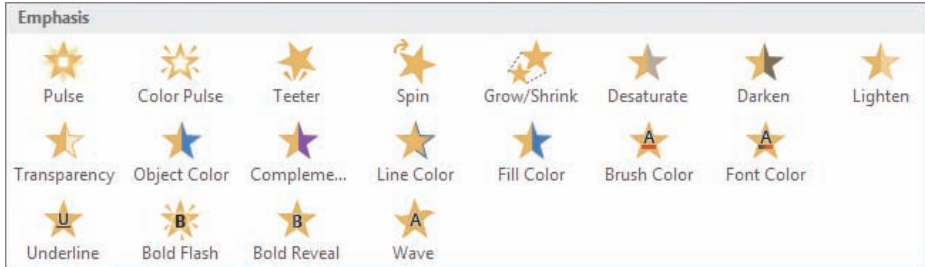 Emphasis
Pulse Color Pulse Teeter Spin Grow/Shrink Desaturate Darken Lighten
Transparency Object Color Compleme... Line Color Fill Color Brush Color Font Color
Underline Bold Flash Bold Reveal Wave